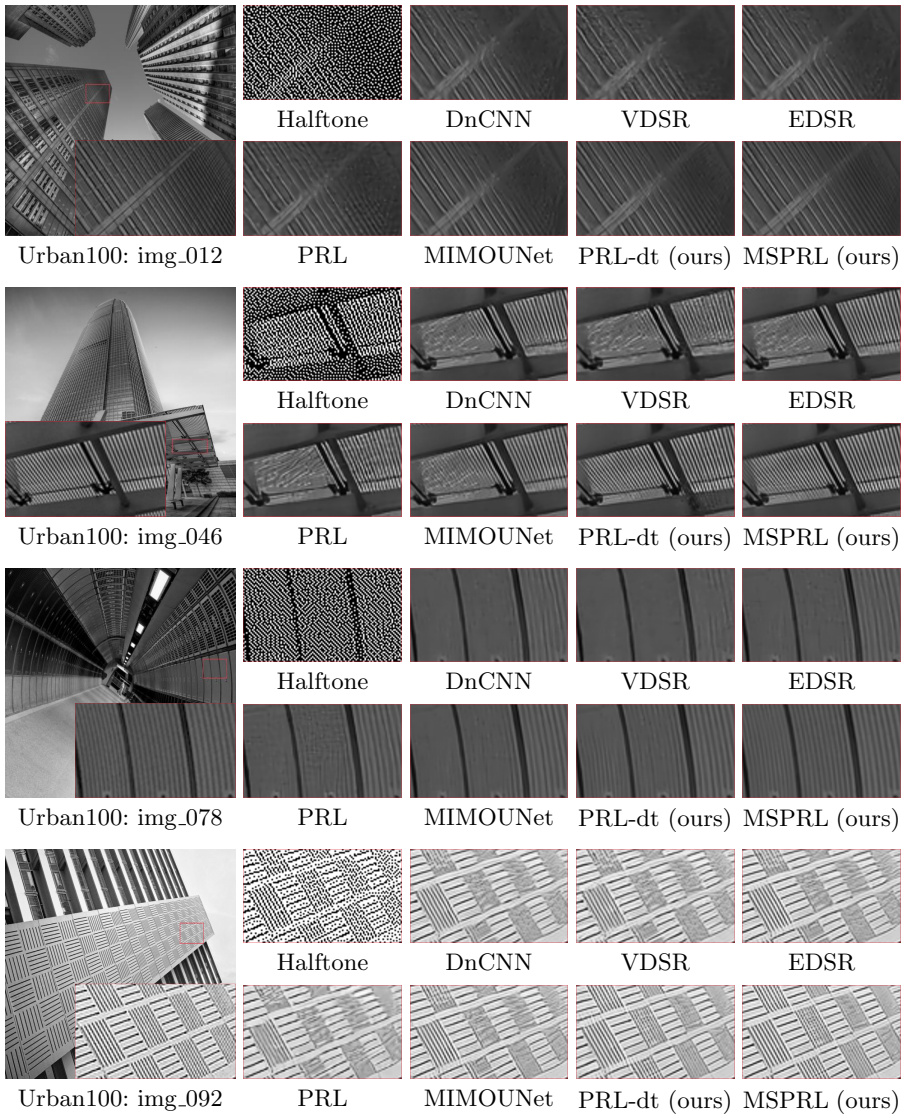 Halftone DnCNN VDSR EDSR
Urban100: img_012 PRL MIMOUNet PRL-dt (ours) MSPRL (ours)
Halftone DnCNN VDSR EDSR
Urban100: img_046 PRL MIMOUNet PRL-dt (ours) MSPRL (ours)
Halftone DnCNN VDSR EDSR
Urban100: img_078 PRL MIMOUNet PRL-dt (ours) MSPRL (ours)
Halftone DnCNN VDSR EDSR
Urban100: img_092 PRL MIMOUNet PRL-dt (ours) MSPRL (ours)